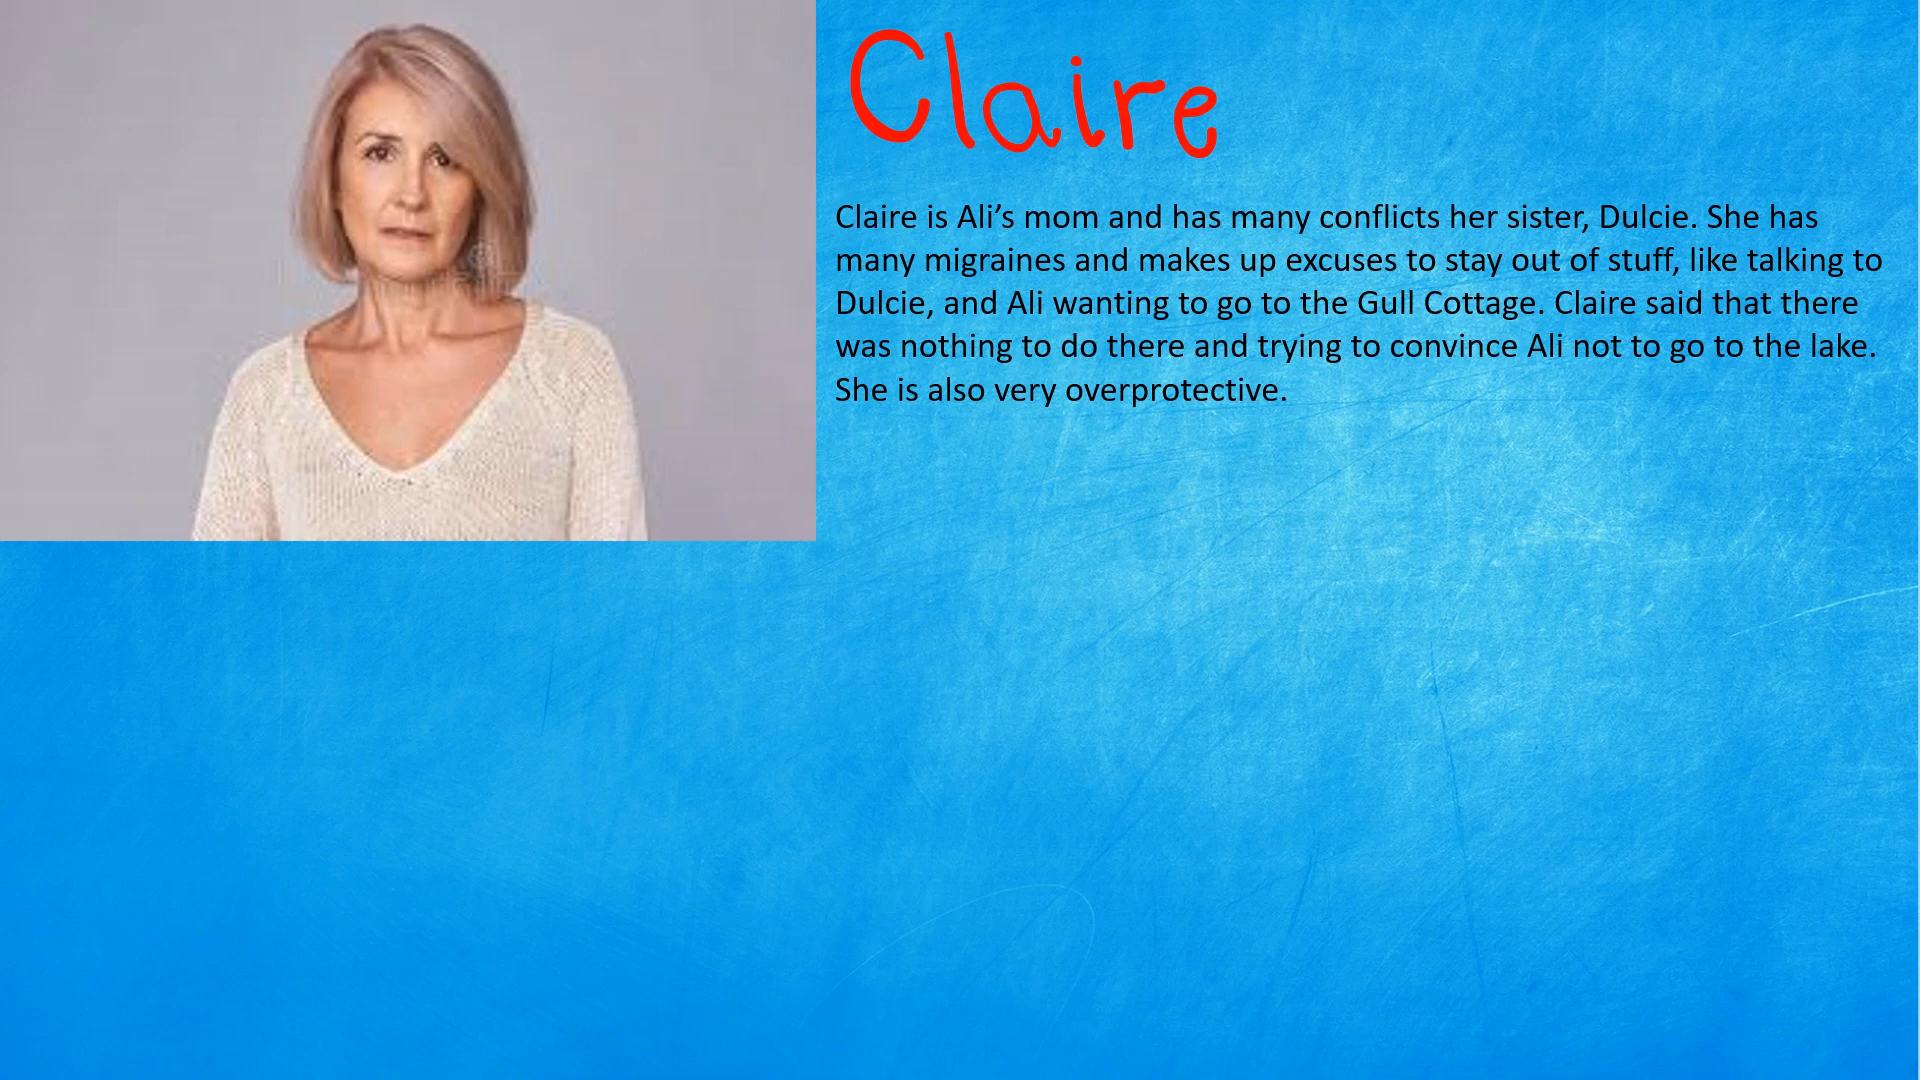 Claire
Claire is Ali’s mom and has many conflicts her sister, Dulcie. She has
many migraines and makes up excuses to stay out of stuff, like talking to
Dulcie, and Ali wanting to go to the Gull Cottage. Claire said that there
was nothing to do there and trying to convince Ali not to go to the lake.
She is also very overprotective.